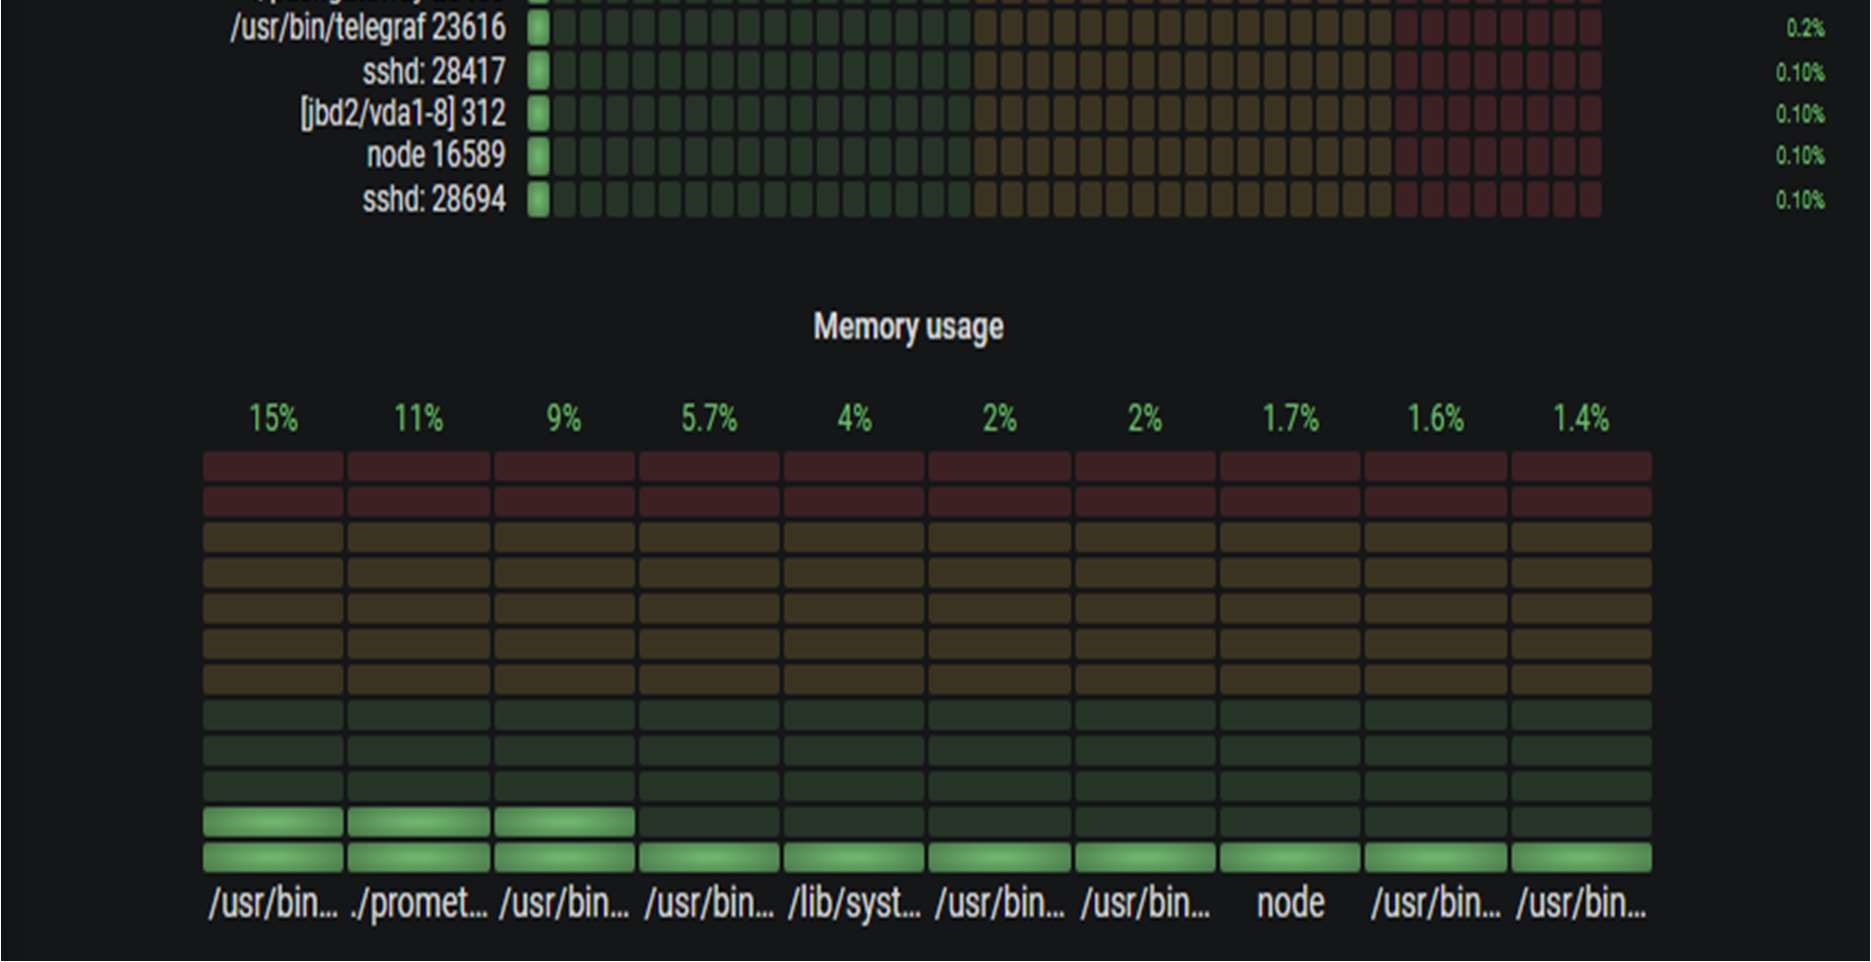 /usr/bin/telegraf 23616 0.2%
sshd: 28417 0.10%
[jbd2/vda1-8] 312 0.10%
node 16589 0.10%
sshd: 28694 0.10%
Memory usage
15% 11% 9% 5.7% 4% 2% 2% 1.7% 1.6% 1.4%
/usr/bin... ./promet... /usr/bin... /usr/bin... /lib/syst... /usr/bin... /usr/bin... node /usr/bin... /usr/bin...